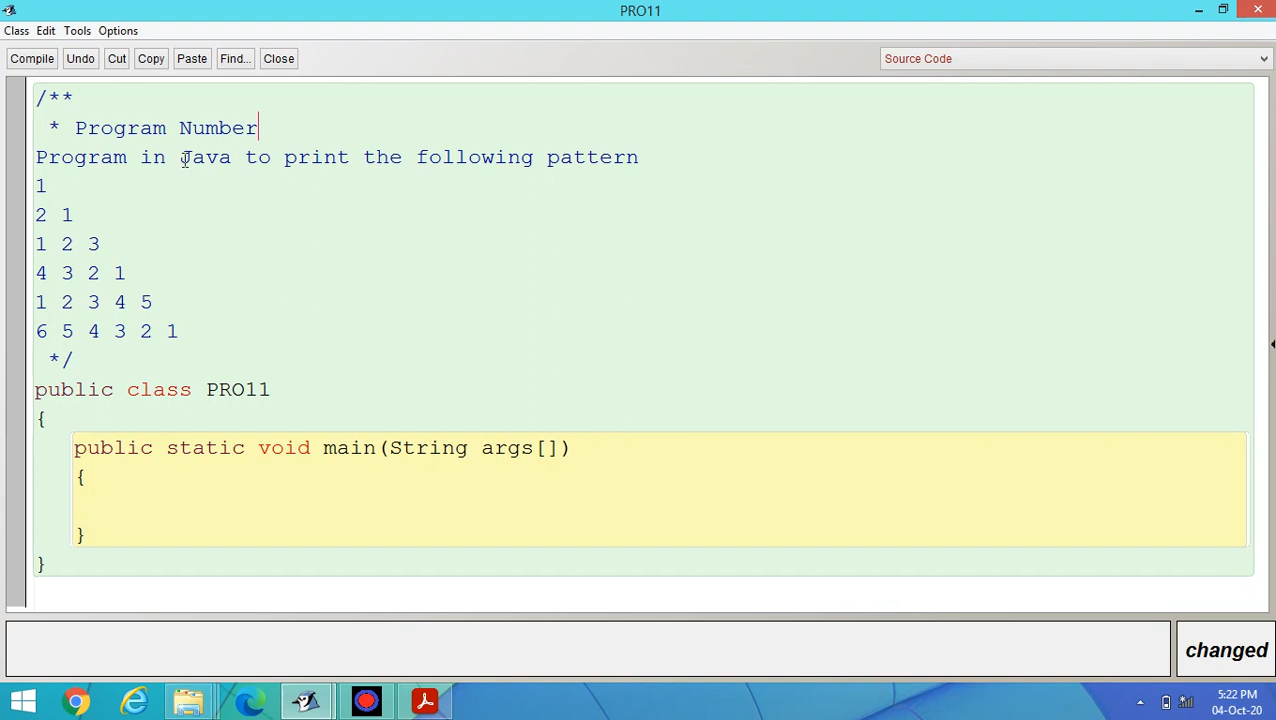 PRO11
Class Edit Tools Options
Compile Undo Cut Copy Paste Find... Close Source Code
/**
* Program Number
Program in Java to print the following pattern
1
2 1
1 2 3
4 3 2 1
1 2 3 4 5
6 5 4 3 2 1
*/
public class PRO11
{
public static void main(String args[])
{
}
}
changed
5:22 PM
04-Oct-20